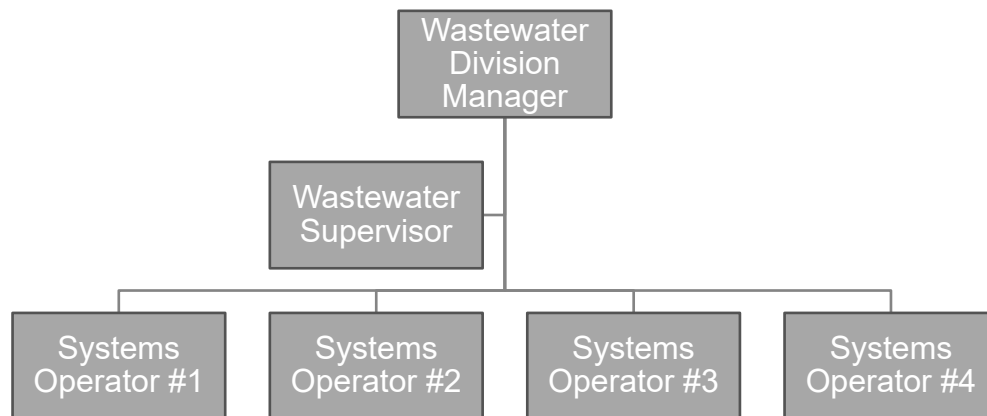 Wastewater
Division
Manager
Wastewater
Supervisor
Systems
Operator #1
Systems
Operator #2
Systems
Operator #3
Systems
Operator #4